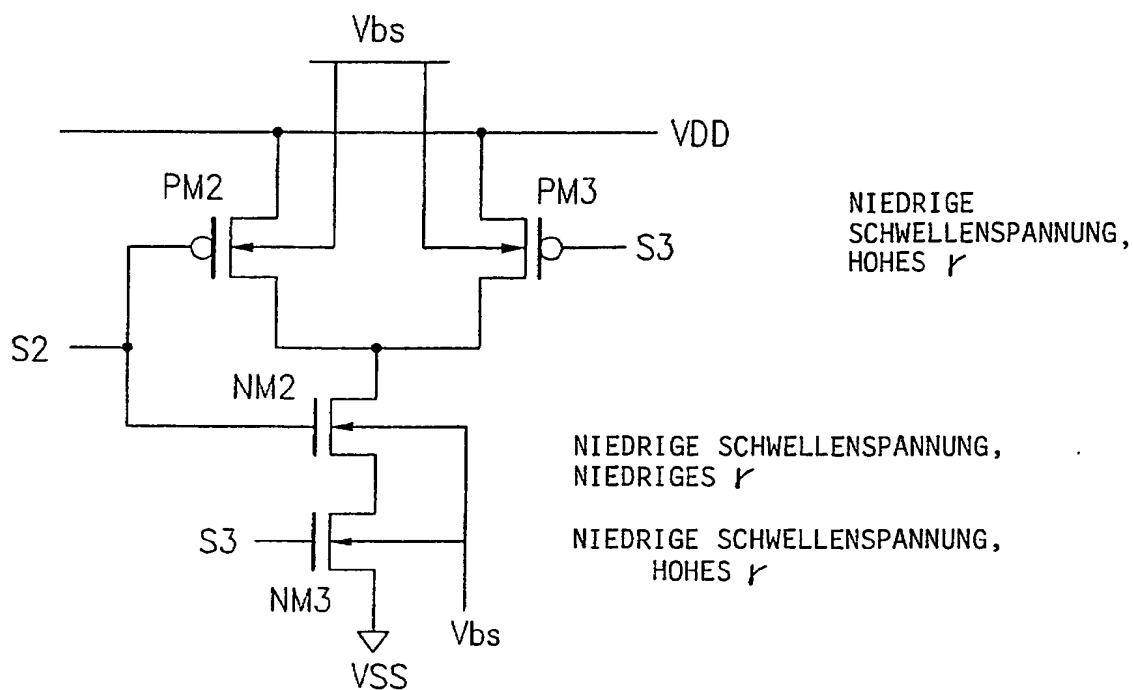 Vbs
VDD
PM2
PM3
S3
NIEDRIGE
SCHWELLENSPANNUNG,
HOHES γ
S2
NM2
NIEDRIGE SCHWELLENSPANNUNG,
NIEDRIGES γ
S3
NIEDRIGE SCHWELLENSPANNUNG,
HOHES γ
NM3
Vbs
VSS